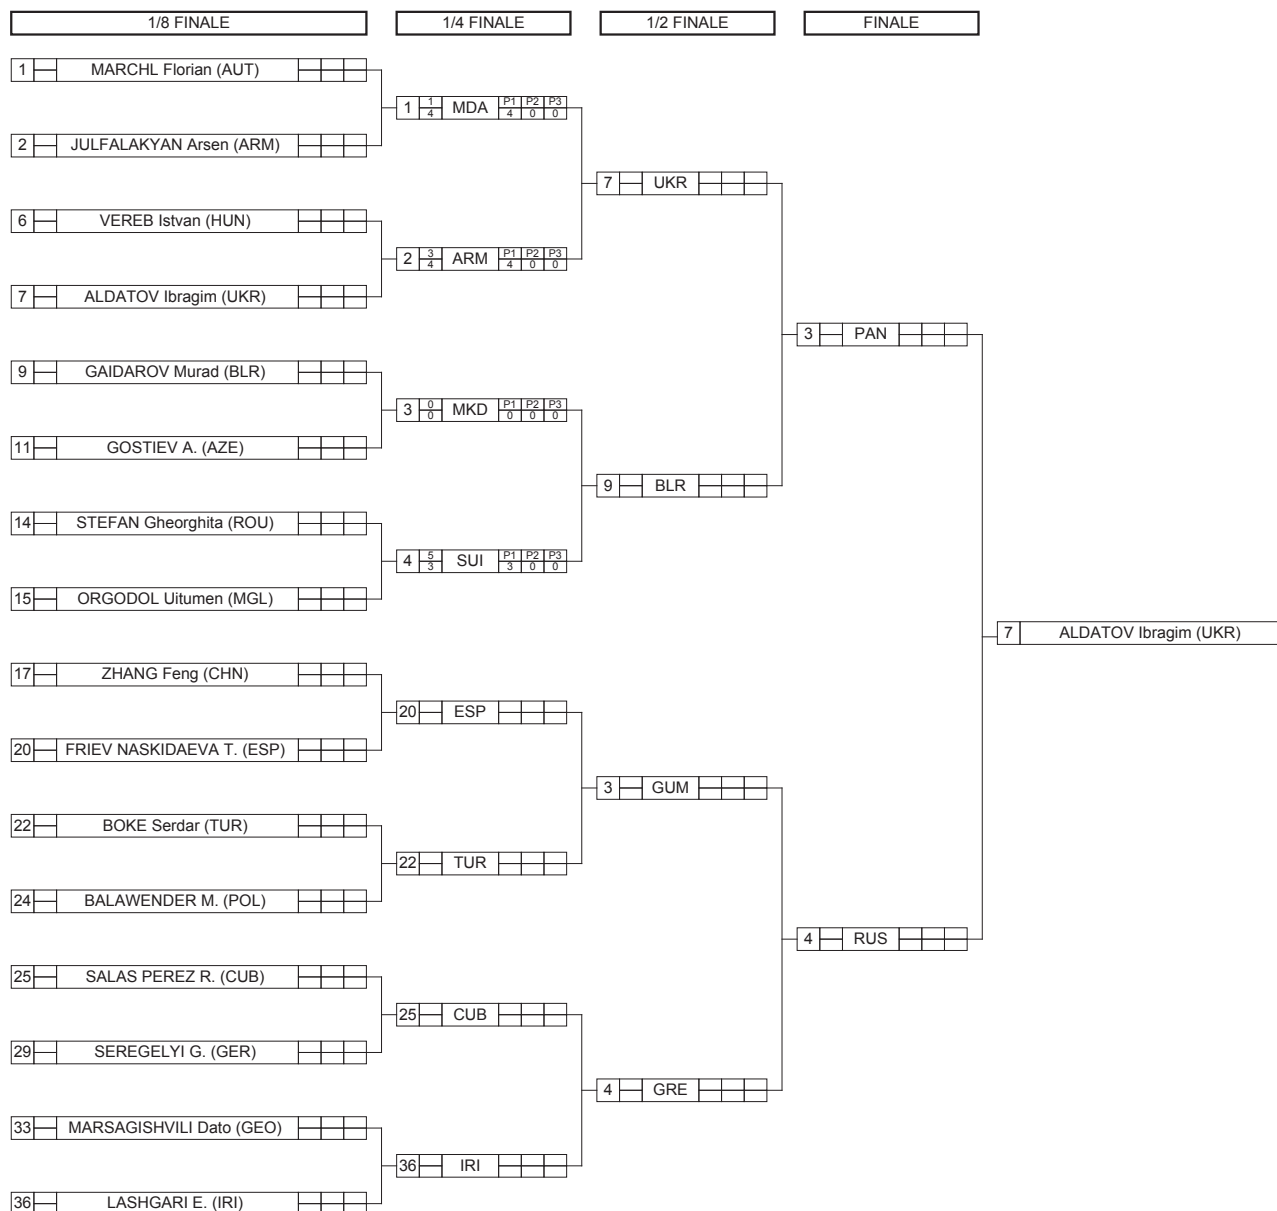 1/8 FINALE 1/4 FINALE 1/2 FINALE FINALE
1 MARCHL Florian (AUT)
1 1 4 MDA P1 P2 P3 4 0 0
2 JULFALAKYAN Arsen (ARM)
7 UKR
6 VEREB Istvan (HUN)
2 3 4 ARM P1 P2 P3 4 0 0
7 ALDATOV Ibragim (UKR)
3 PAN
9 GAIDAROV Murad (BLR)
3 0 0 MKD P1 P2 P3 0 0 0
11 GOSTIEV A. (AZE)
9 BLR
14 STEFAN Gheorghita (ROU)
4 5 3 SUI P1 P2 P3 3 0 0
15 ORGODOL Uitumen (MGL)
7 ALDATOV Ibragim (UKR)
17 ZHANG Feng (CHN)
20 ESP
20 FRIEV NASKIDAEVA T. (ESP)
3 GUM
22 BOKE Serdar (TUR)
22 TUR
24 BALAWENDER M. (POL)
4 RUS
25 SALAS PEREZ R. (CUB)
25 CUB
29 SEREGELYI G. (GER)
4 GRE
33 MARSAGISHVILI Dato (GEO)
36 IRI
36 LASHGARI E. (IRI)